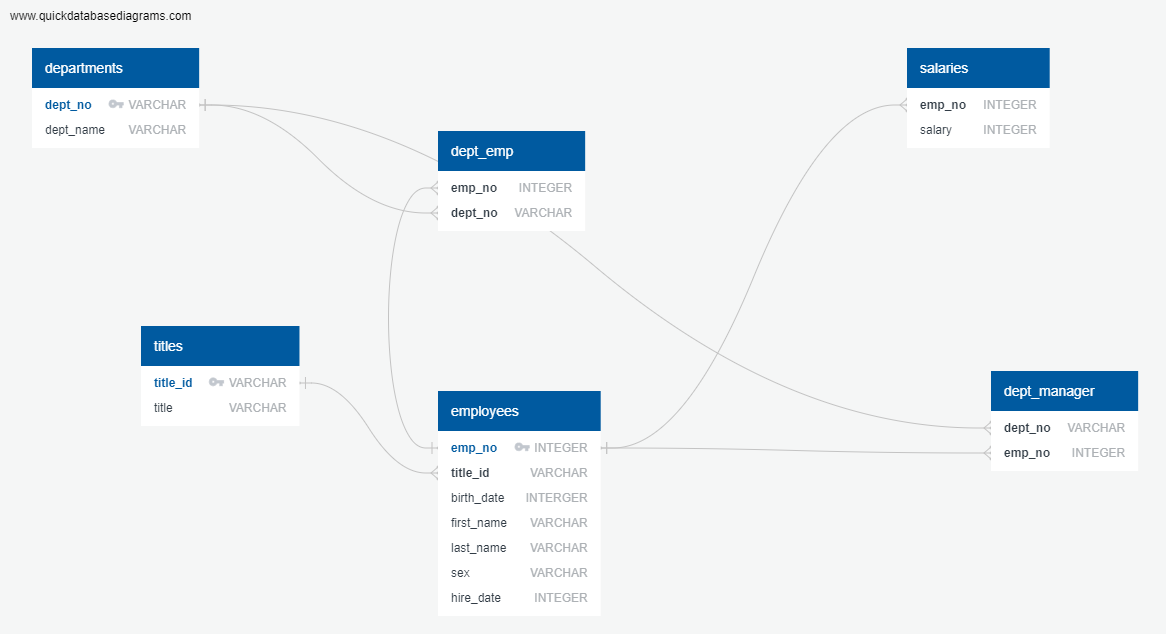 www.quickdatabasediagrams.com
departments
dept_no VARCHAR
dept_name VARCHAR
salaries
emp_no INTEGER
salary INTEGER
dept_emp
emp_no INTEGER
dept_no VARCHAR
titles
title_id VARCHAR
title VARCHAR
employees
emp_no INTEGER
title_id VARCHAR
birth_date INTERGER
first_name VARCHAR
last_name VARCHAR
sex VARCHAR
hire_date INTEGER
dept_manager
dept_no VARCHAR
emp_no INTEGER